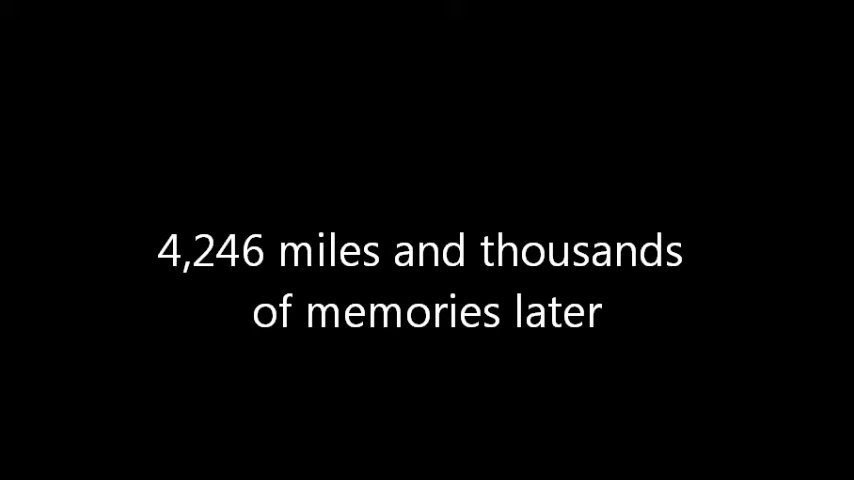 4,246 miles and thousands
of memories later